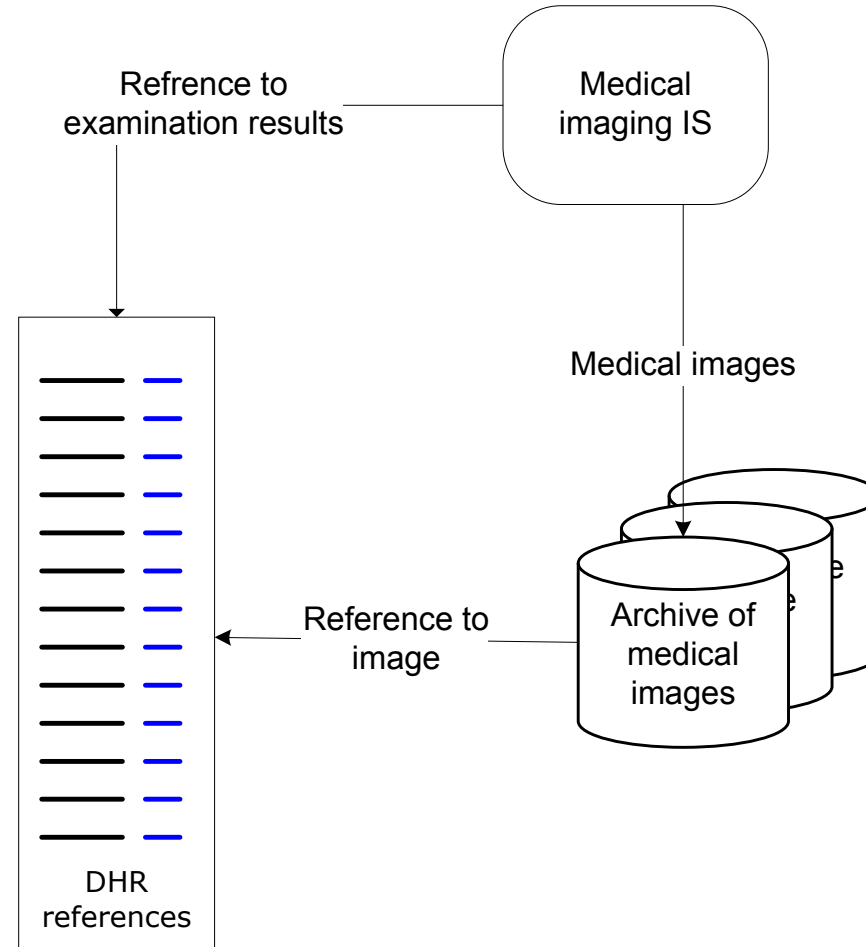 Refrence to
examination results
Medical
imaging IS
Medical images
Reference to
image
Archive of
medical
images
DHR
references